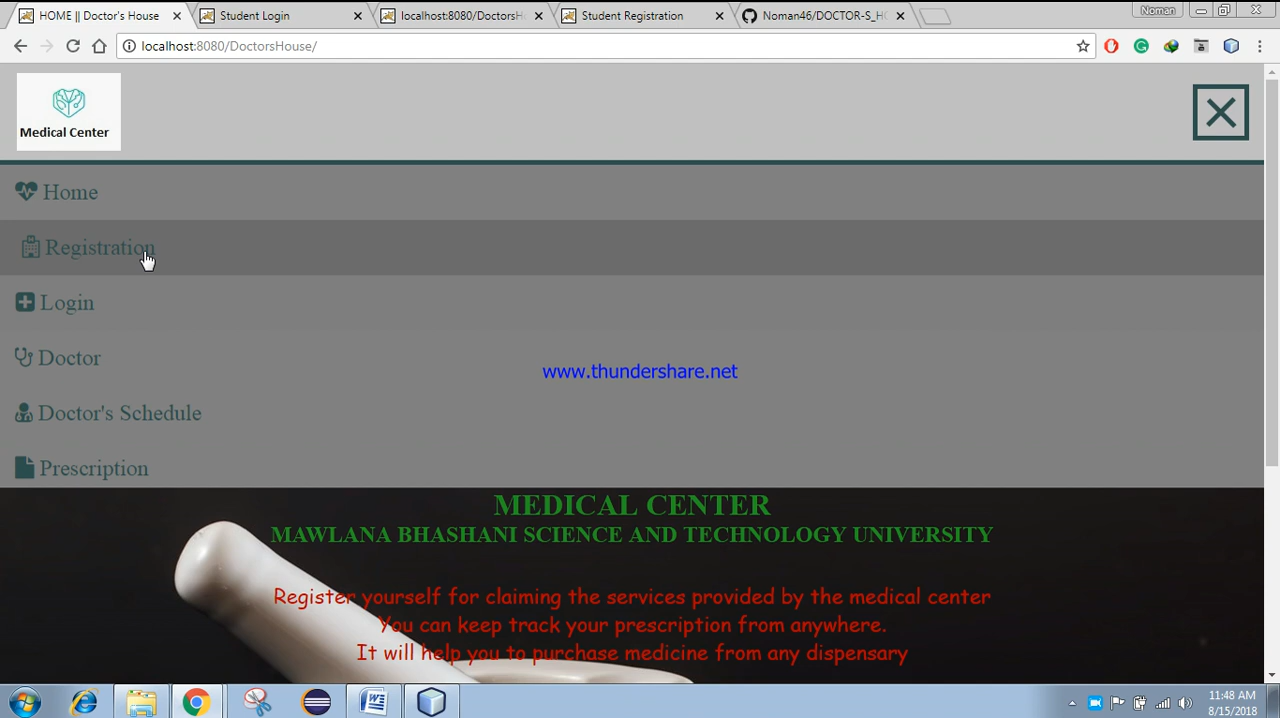 HOME || Doctor's House
Student Login
localhost:8080/DoctorsH
Student Registration
Noman46/DOCTOR-S_HO
Noman
localhost:8080/DoctorsHouse/
Medical Center
Home
Registration
Login
Doctor
www.thundershare.net
Doctor's Schedule
Prescription
MEDICAL CENTER
MAWLANA BHASHANI SCIENCE AND TECHNOLOGY UNIVERSITY
Register yourself for claiming the services provided by the medical center
You can keep track your prescription from anywhere.
It will help you to purchase medicine from any dispensary
11:48 AM
8/15/2018